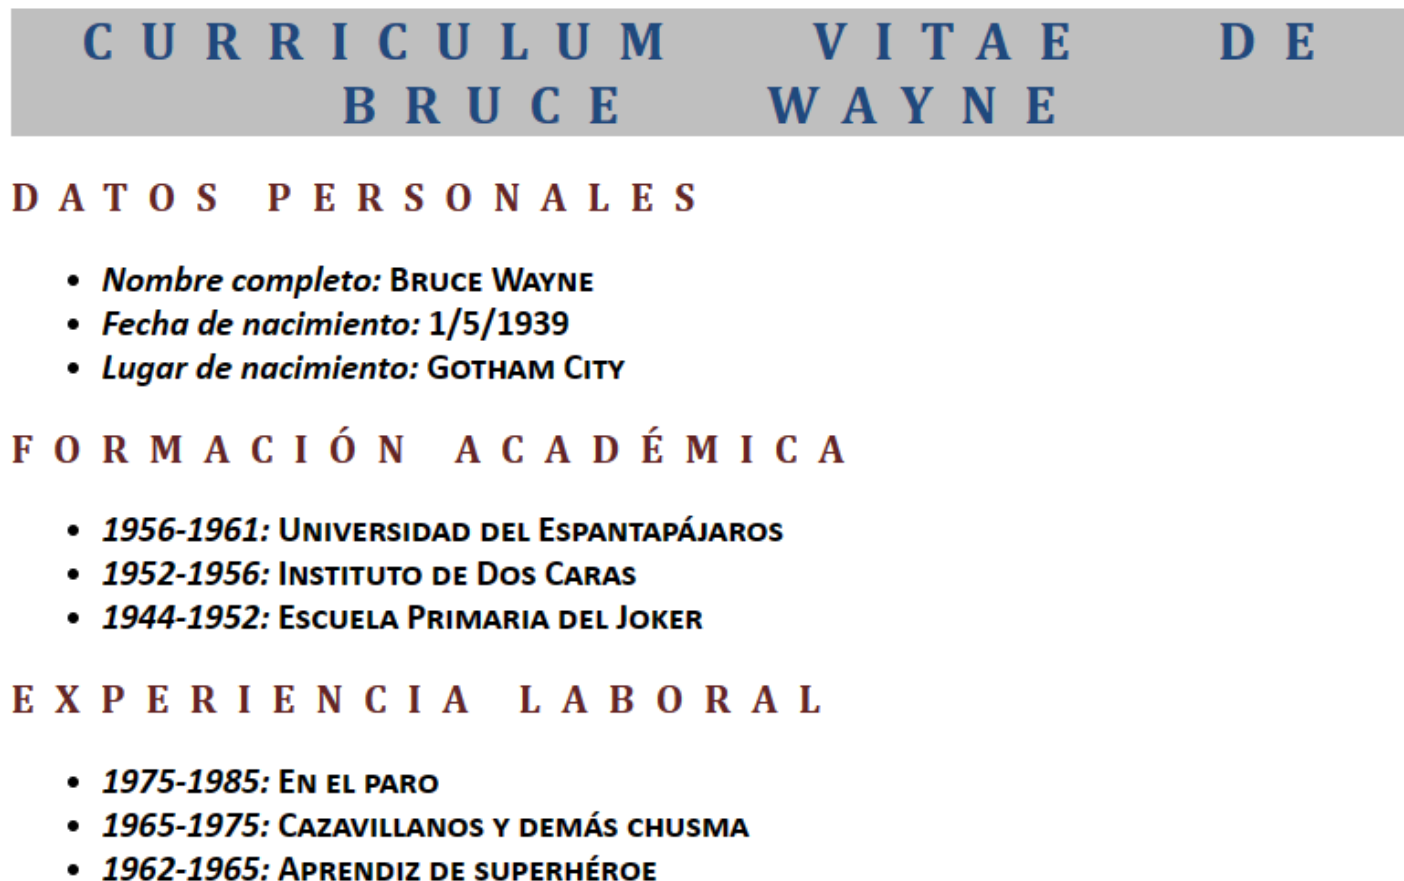 CURRICULUM VITAE DE
BRUCE WAYNE
DATOS PERSONALES
• Nombre completo: Bruce Wayne
• Fecha de nacimiento: 1/5/1939
• Lugar de nacimiento: Gotham City
FORMACIÓN ACADÉMICA
• 1956-1961: Universidad del Espantapájaros
• 1952-1956: Instituto de Dos Caras
• 1944-1952: Escuela Primaria del Joker
EXPERIENCIA LABORAL
• 1975-1985: En el paro
• 1965-1975: Cazavillanos y demás chusma
• 1962-1965: Aprendiz de superhéroe